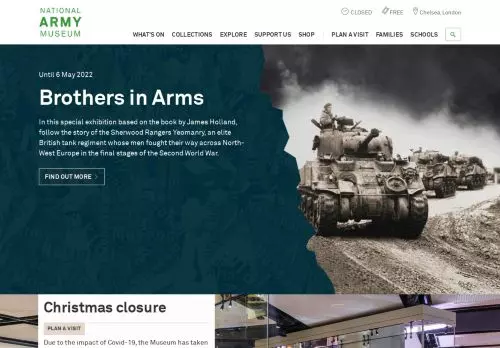 NATIONAL
ARMY
MUSEUM
CLOSED
FREE
Chelsea, London
WHAT'S ON
COLLECTIONS
EXPLORE
SUPPORT US
SHOP
PLAN A VISIT
FAMILIES
SCHOOLS
Until 6 May 2022
Brothers in Arms
In this special exhibition based on the book by James Holland,
follow the story of the Sherwood Rangers Yeomanry, an elite
British tank regiment whose men fought their way across North-
West Europe in the final stages of the Second World War.
FIND OUT MORE
Christmas closure
PLAN A VISIT
Due to the impact of Covid-19, the Museum has taken